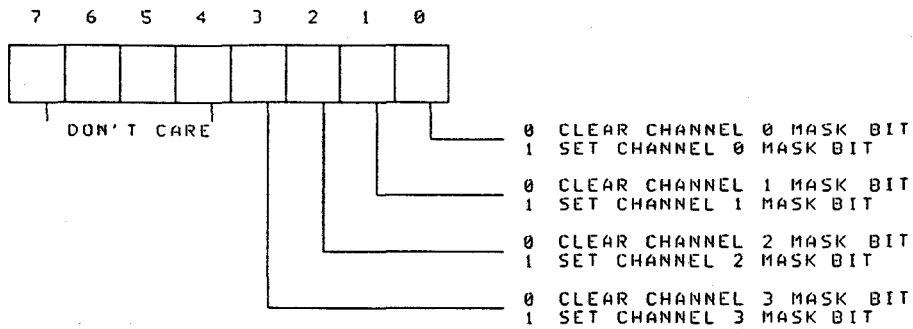 7 6 5 4 3 2 1 0
DON'T CARE
0 CLEAR CHANNEL 0 MASK BIT
1 SET CHANNEL 0 MASK BIT
0 CLEAR CHANNEL 1 MASK BIT
1 SET CHANNEL 1 MASK BIT
0 CLEAR CHANNEL 2 MASK BIT
1 SET CHANNEL 2 MASK BIT
0 CLEAR CHANNEL 3 MASK BIT
1 SET CHANNEL 3 MASK BIT